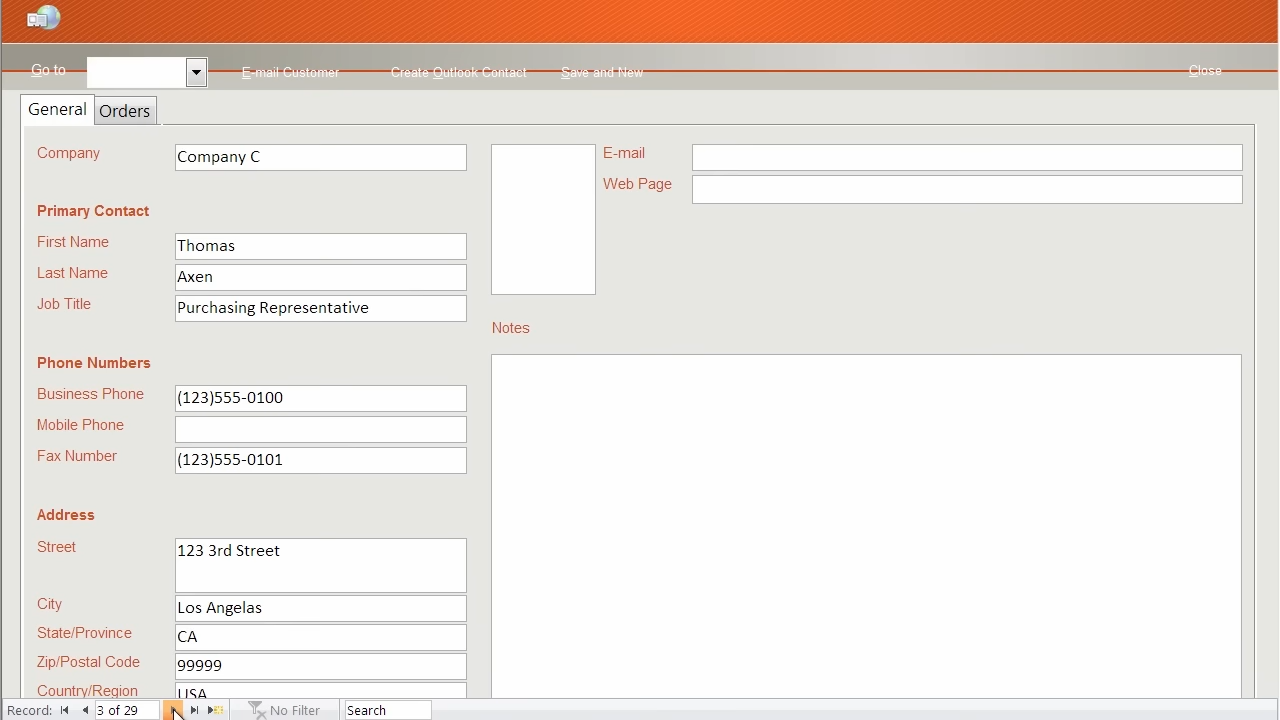 Go to E-mail Customer Create Outlook Contact Save and New Close
General Orders
Company Company C E-mail
Web Page
Primary Contact
First Name Thomas
Last Name Axen
Job Title Purchasing Representative
Notes
Phone Numbers
Business Phone (123)555-0100
Mobile Phone
Fax Number (123)555-0101
Address
Street 123 3rd Street
City Los Angelas
State/Province CA
Zip/Postal Code 99999
Country/Region USA
Record: 3 of 29 No Filter Search